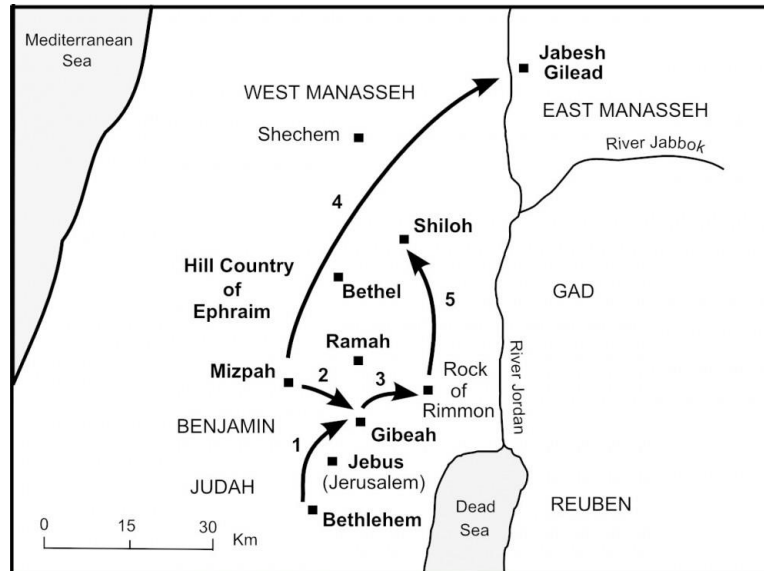 Mediterranean
Sea
Jabesh
Gilead
WEST MANASSEH
EAST MANASSEH
Shechem
River Jabbok
4
Shiloh
Hill Country
of
Ephraim
Bethel
5
GAD
Ramah
Mizpah
2
3
Rock
of
Rimmon
River Jordan
BENJAMIN
Gibeah
1
Jebus
(Jerusalem)
JUDAH
Dead
Sea
REUBEN
Bethlehem
0 15 30
Km